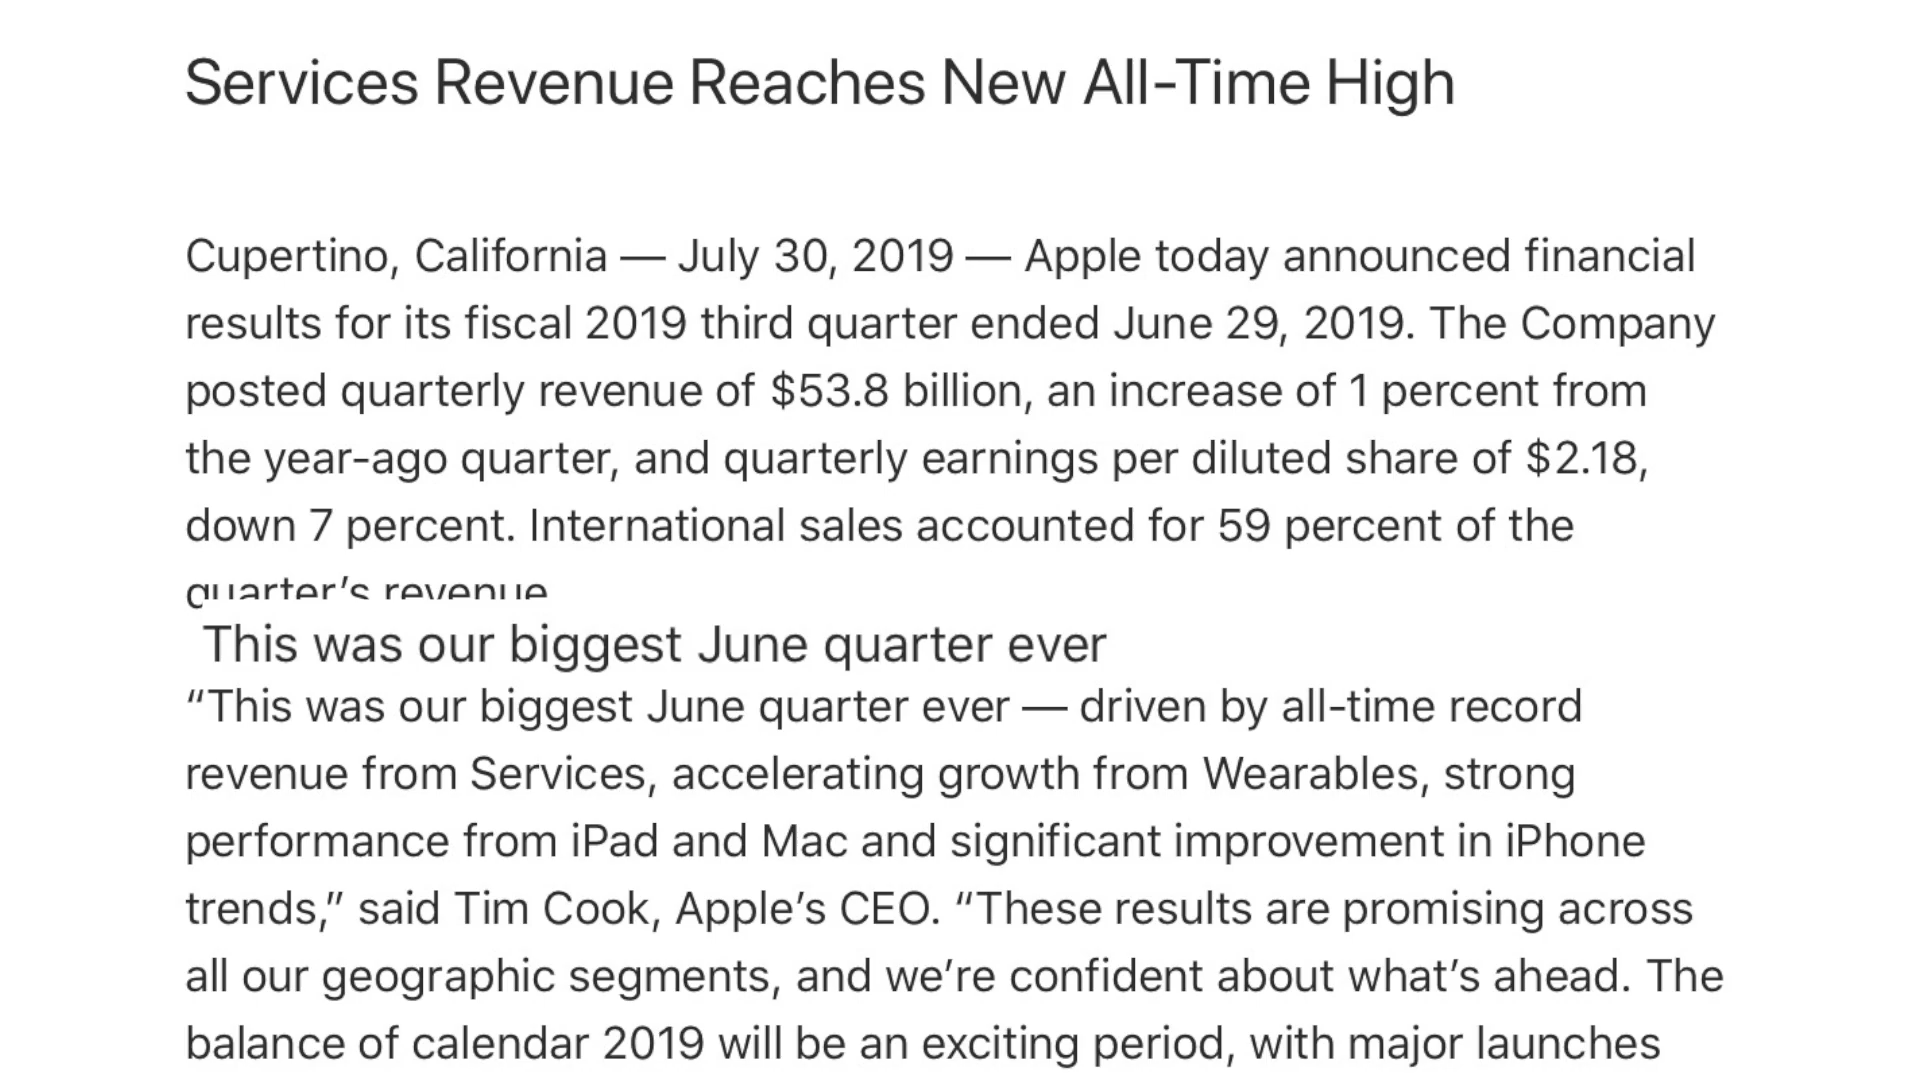 Services Revenue Reaches New All-Time High
Cupertino, California — July 30, 2019 — Apple today announced financial
results for its fiscal 2019 third quarter ended June 29, 2019. The Company
posted quarterly revenue of $53.8 billion, an increase of 1 percent from
the year-ago quarter, and quarterly earnings per diluted share of $2.18,
down 7 percent. International sales accounted for 59 percent of the
quarter’s revenue
This was our biggest June quarter ever
“This was our biggest June quarter ever — driven by all-time record
revenue from Services, accelerating growth from Wearables, strong
performance from iPad and Mac and significant improvement in iPhone
trends,” said Tim Cook, Apple’s CEO. “These results are promising across
all our geographic segments, and we’re confident about what’s ahead. The
balance of calendar 2019 will be an exciting period, with major launches